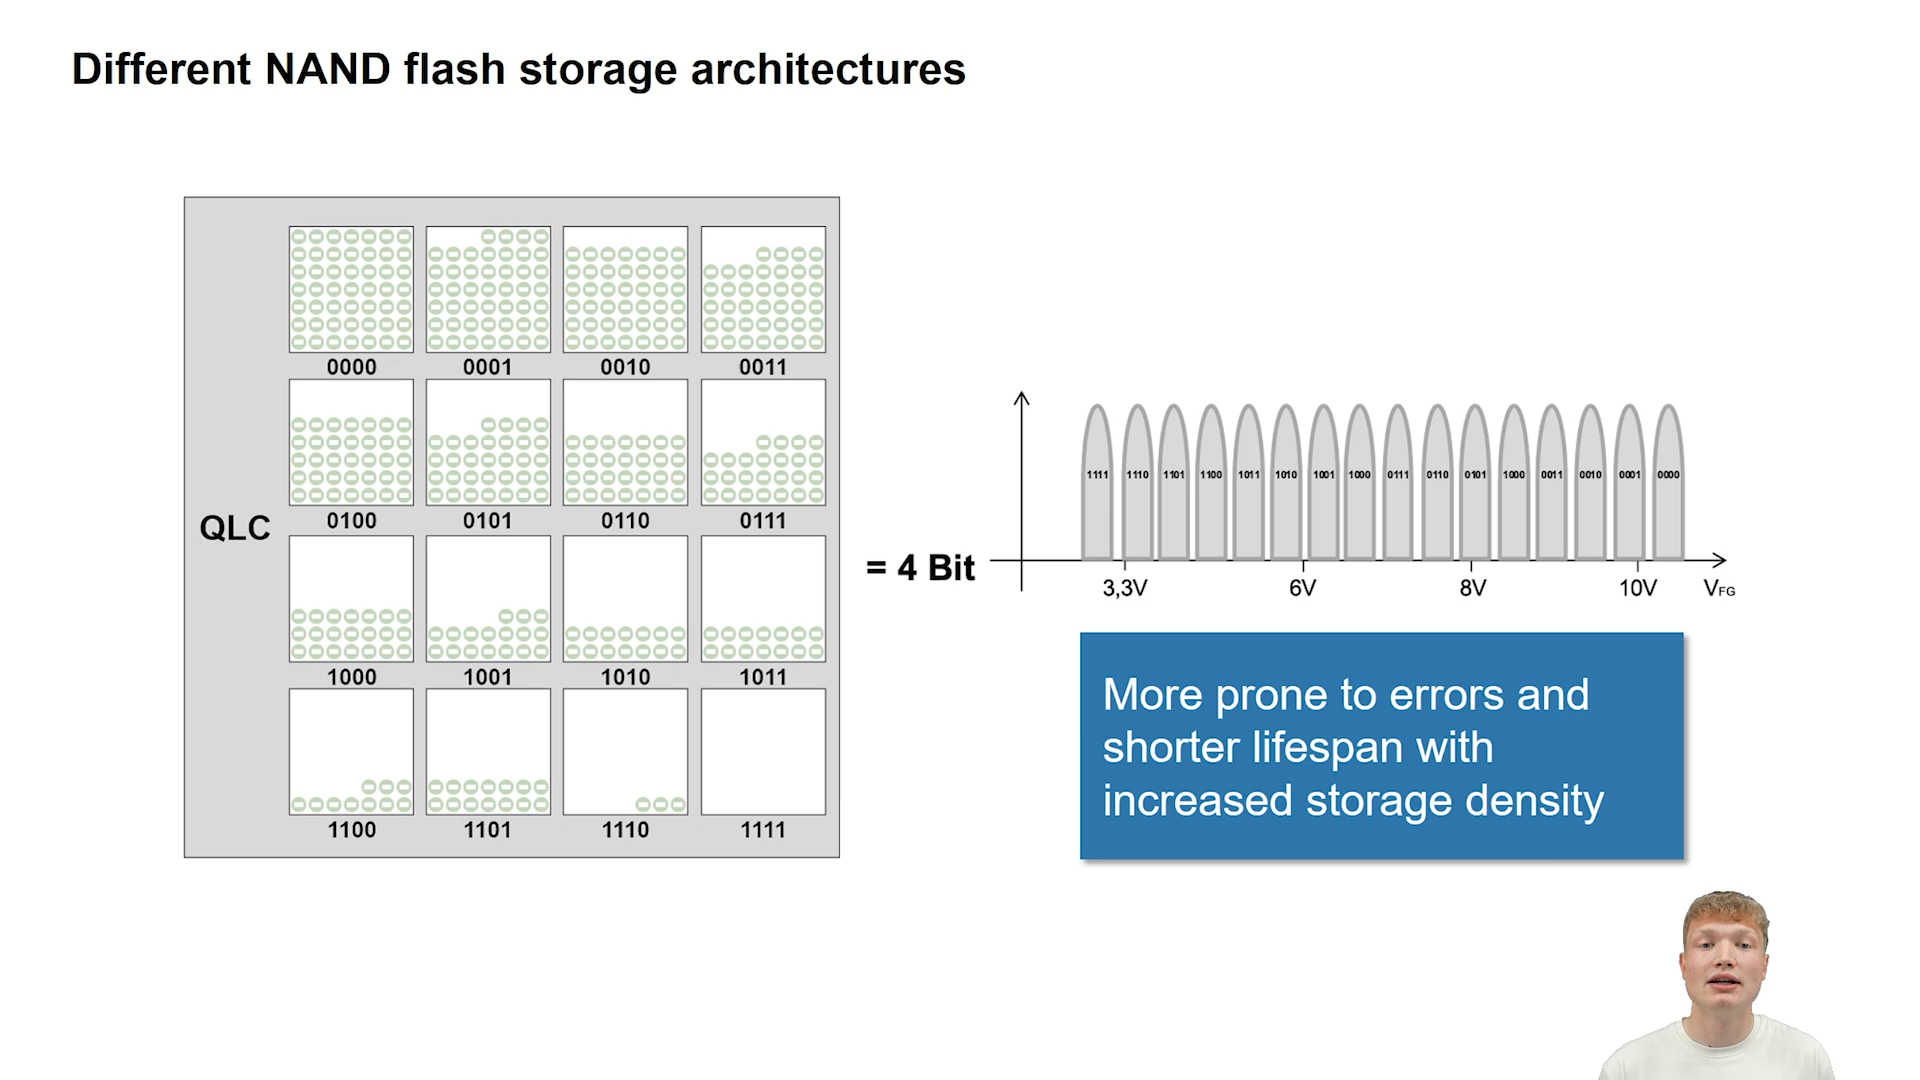 Different NAND flash storage architectures
0000 0001 0010 0011
0100 0101 0110 0111
QLC
1000 1001 1010 1011
1100 1101 1110 1111
= 4 Bit
1111 1110 1101 1100 1011 1010 1001 1000 0111 0110 0101 1000 0011 0010 0001 0000
3,3V 6V 8V 10V VFG
More prone to errors and
shorter lifespan with
increased storage density